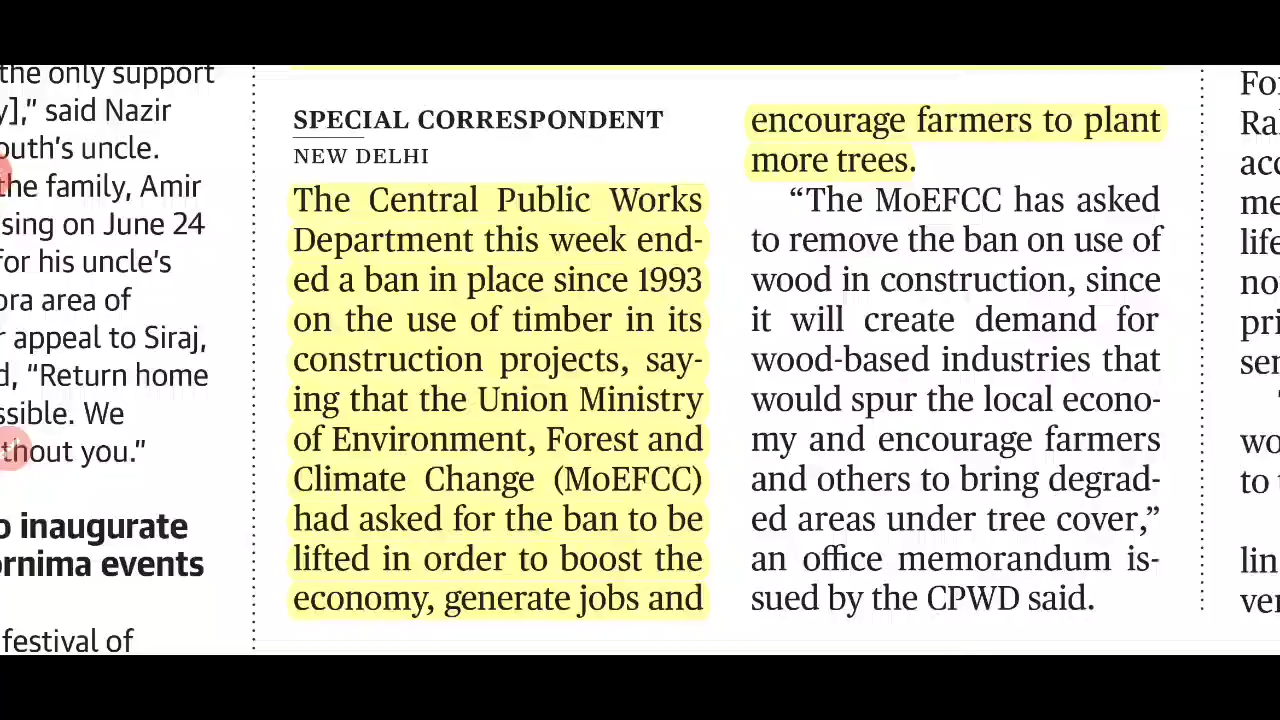 the only support
," said Nazir
outh's uncle.
the family, Amir
sing on June 24
for his uncle's
ora area of
r appeal to Siraj,
d, “Return home
ssible. We
thout you.”
o inaugurate
ornima events
festival of
SPECIAL CORRESPONDENT
NEW DELHI
The Central Public Works
Department this week end-
ed a ban in place since 1993
on the use of timber in its
construction projects, say-
ing that the Union Ministry
of Environment, Forest and
Climate Change (MoEFCC)
had asked for the ban to be
lifted in order to boost the
economy, generate jobs and
encourage farmers to plant
more trees.
“The MoEFCC has asked
to remove the ban on use of
wood in construction, since
it will create demand for
wood-based industries that
would spur the local econo-
my and encourage farmers
and others to bring degrad-
ed areas under tree cover,”
an office memorandum is-
sued by the CPWD said.
For
Ra
acc
me
life
no
pri
ser
wo
to
lin
ver